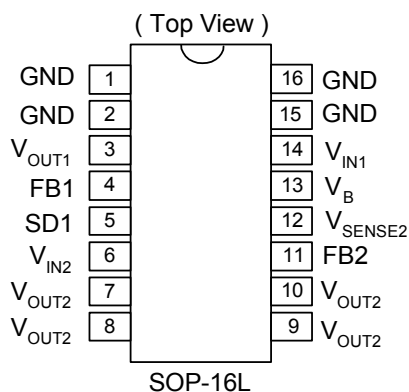 ( Top View )
GND 1 16 GND
GND 2 15 GND
VOUT1 3 14 VIN1
FB1 4 13 VB
SD1 5 12 VSENSE2
VIN2 6 11 FB2
VOUT2 7 10 VOUT2
VOUT2 8 9 VOUT2
SOP-16L